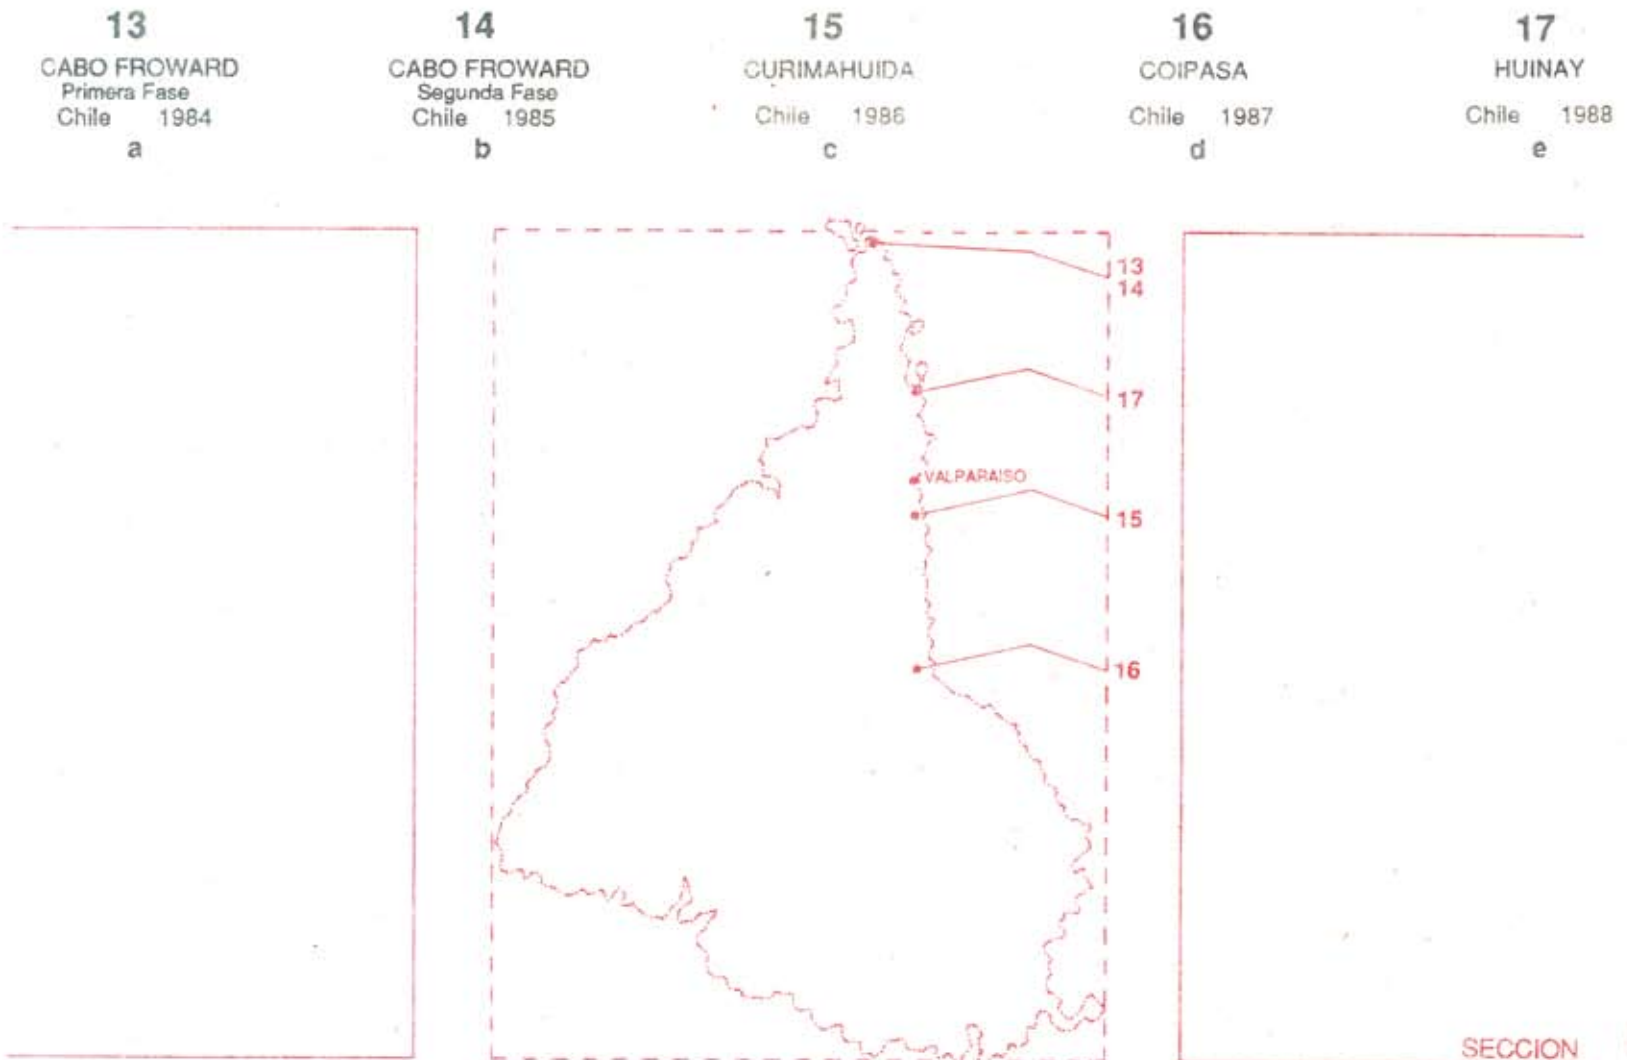 13
CABO FROWARD
Primera Fase
Chile 1984
a
14
CABO FROWARD
Segunda Fase
Chile 1985
b
15
CURIMAHUIDA
Chile 1986
c
16
COIPASA
Chile 1987
d
17
HUINAY
Chile 1988
e
13
14
17
VALPARAISO
15
16
SECCION